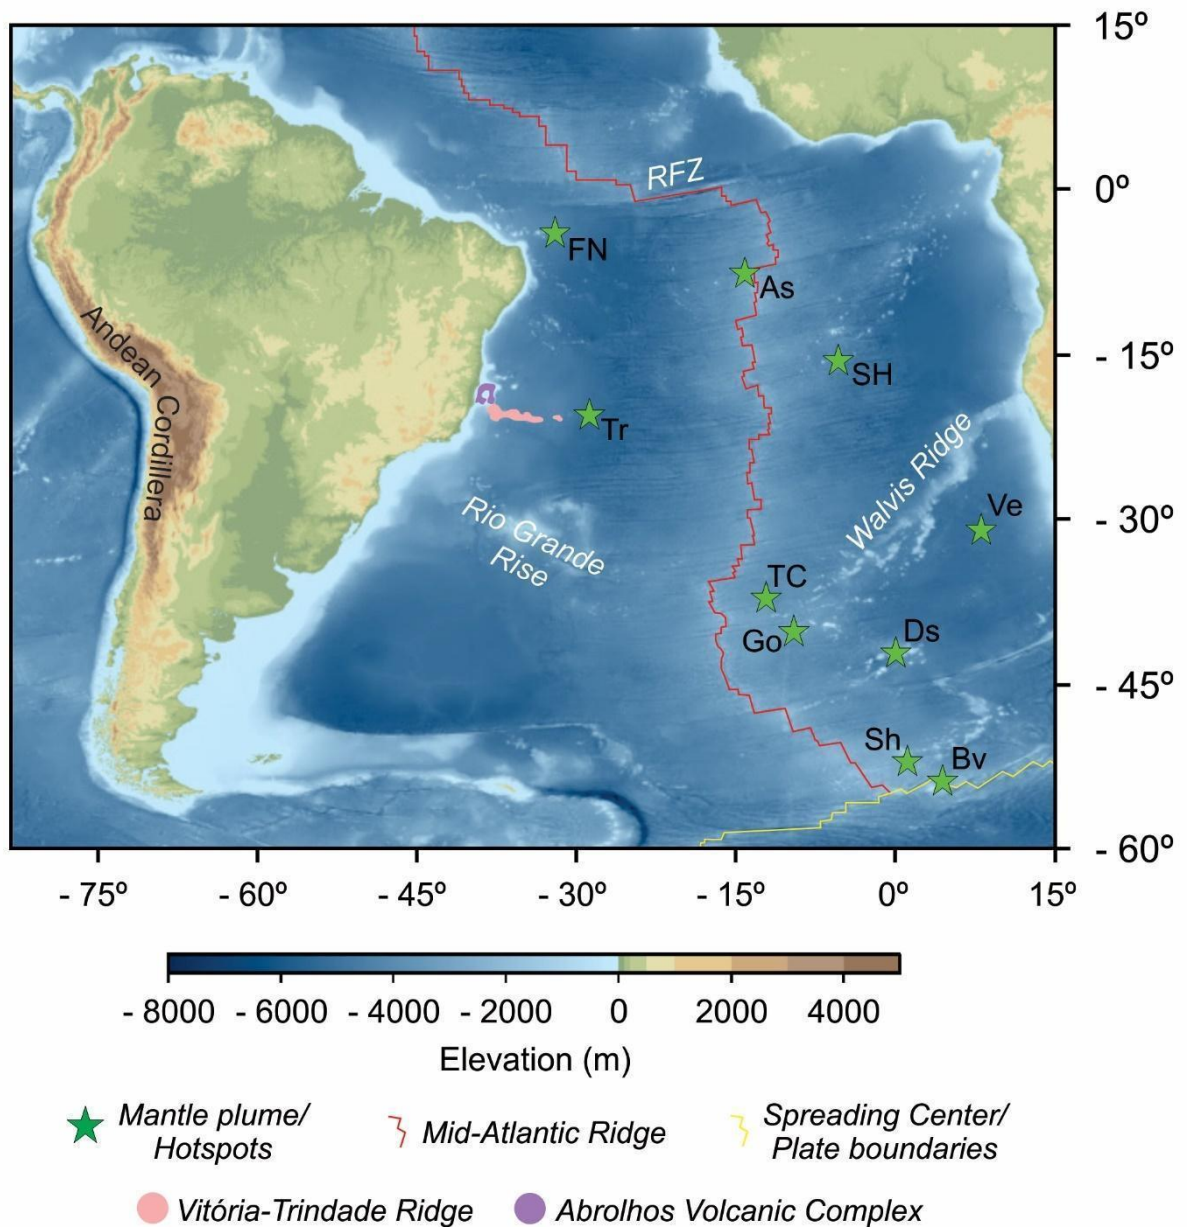 15º
RFZ
0º
FN
As
Andean Cordillera
- 15º
SH
Tr
Walvis Ridge
Rio Grande
Rise
- 30º
Ve
TC
Go
Ds
- 45º
Sh
Bv
- 60º
- 75º - 60º - 45º - 30º - 15º 0º 15º
- 8000 - 6000 - 4000 - 2000 0 2000 4000
Elevation (m)
Mantle plume/
Hotspots
Mid-Atlantic Ridge
Spreading Center/
Plate boundaries
Vitória-Trindade Ridge
Abrolhos Volcanic Complex